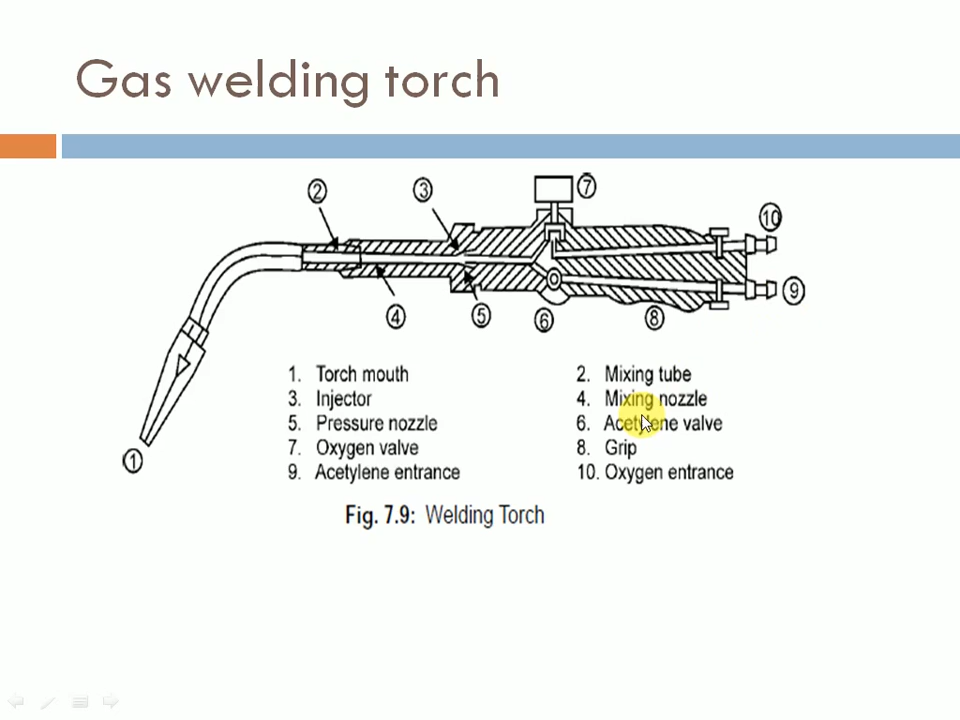 Gas welding torch
2 3 7
10
9
4 5 6 8
1
1. Torch mouth 2. Mixing tube
3. Injector 4. Mixing nozzle
5. Pressure nozzle 6. Acetylene valve
7. Oxygen valve 8. Grip
9. Acetylene entrance 10. Oxygen entrance
Fig. 7.9: Welding Torch